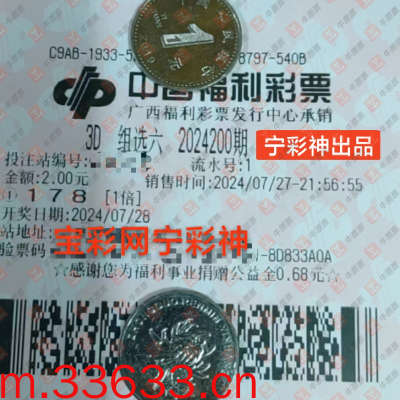 C9AB-1933-5 8797-540B
中国福利彩票
广西福利彩票发行中心承销
3D 组选六 2024200期
宁彩神出品
投注站编号: 流水号:1
金额:2.00元 销售时间:2024/07/27-21:56:55
① 178 [1倍]
开奖日期:2024/07/28
站地址:
宝彩网宁彩神
验票码: -8D833A0A
☆感谢您为福利事业捐赠公益金0.68元☆
m.33633.cn
1